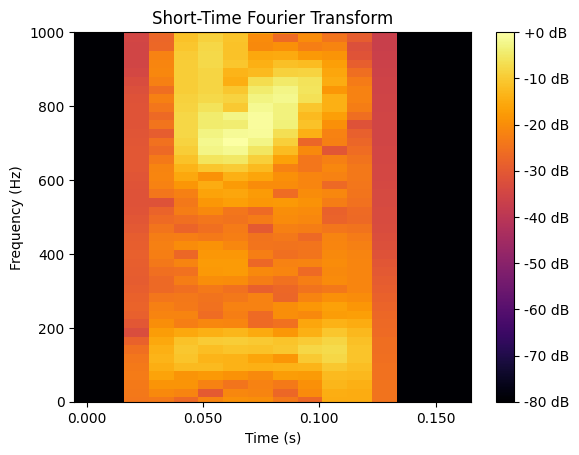 Short-Time Fourier Transform
1000
800
600
400
200
0
Frequency (Hz)
0.000
0.050
0.100
0.150
Time (s)
+0 dB
-10 dB
-20 dB
-30 dB
-40 dB
-50 dB
-60 dB
-70 dB
-80 dB